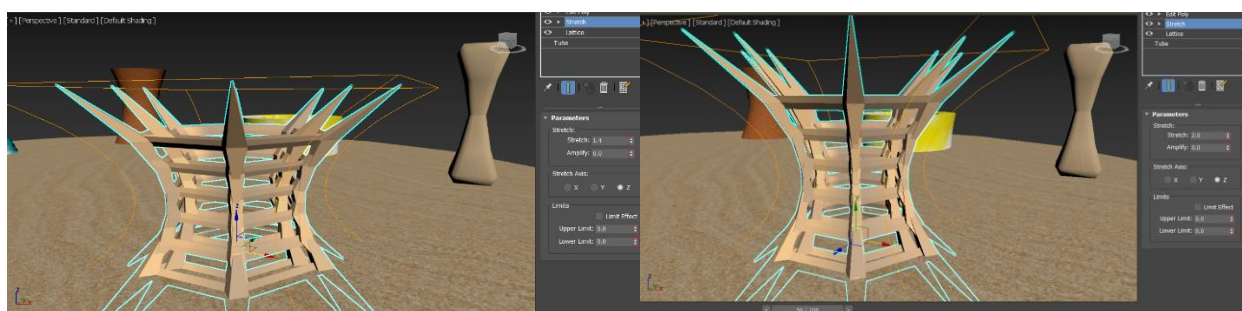 +] [Perspective] [Standard] [Default Shading]
Edit Poly
Stretch
Lattice
Tube
Parameters
Stretch:
Stretch: 1.4
Amplify: 0.0
Stretch Axis:
X Y Z
Limits
Limit Effect
Upper Limit: 0.0
Lower Limit: 0.0
+] [Perspective] [Standard] [Default Shading]
Edit Poly
Stretch
Lattice
Tube
Parameters
Stretch:
Stretch: 2.0
Amplify: 0.0
Stretch Axis:
X Y Z
Limits
Limit Effect
Upper Limit: 0.0
Lower Limit: 0.0